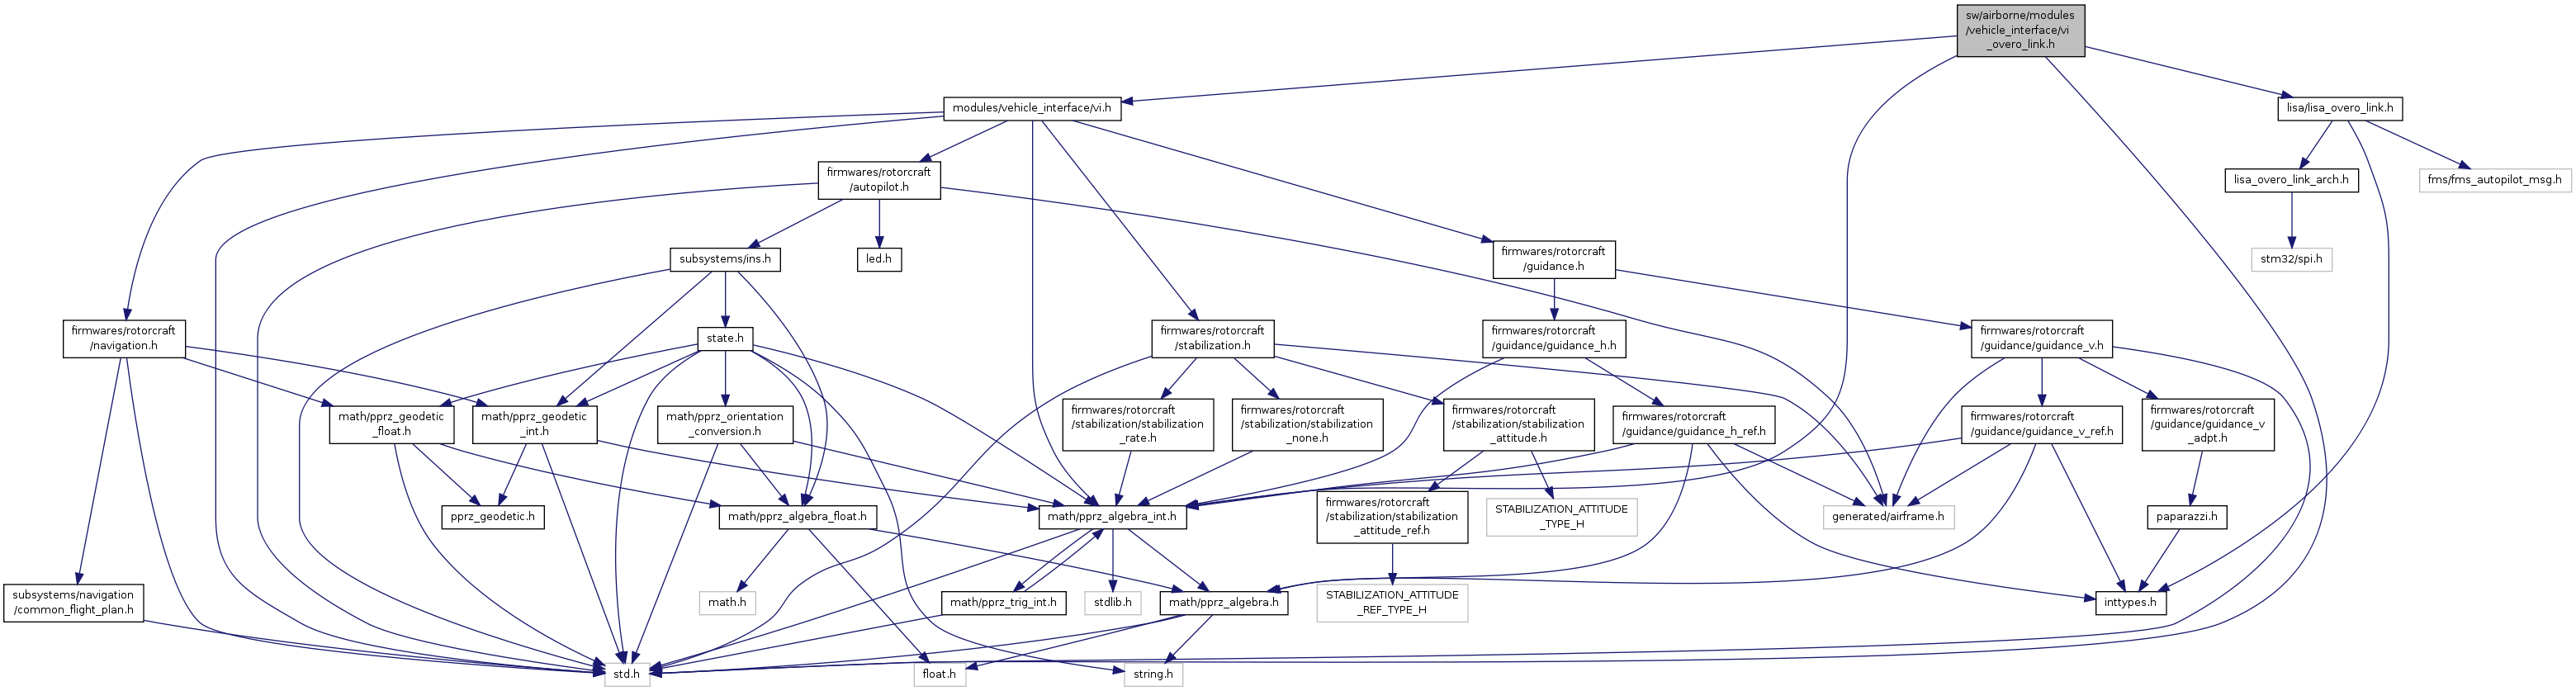 sw/airborne/modules
/vehicle_interface/vi
_overo_link.h
modules/vehicle_interface/vi.h
lisa/lisa_overo_link.h
firmwares/rotorcraft
/autopilot.h
lisa_overo_link_arch.h
fms/fms_autopilot_msg.h
subsystems/ins.h
led.h
firmwares/rotorcraft
/guidance.h
stm32/spi.h
firmwares/rotorcraft
/navigation.h
state.h
firmwares/rotorcraft
/stabilization.h
firmwares/rotorcraft
/guidance/guidance_h.h
firmwares/rotorcraft
/guidance/guidance_v.h
math/pprz_geodetic
_float.h
math/pprz_geodetic
_int.h
math/pprz_orientation
_conversion.h
firmwares/rotorcraft
/stabilization/stabilization
_rate.h
firmwares/rotorcraft
/stabilization/stabilization
_none.h
firmwares/rotorcraft
/stabilization/stabilization
_attitude.h
firmwares/rotorcraft
/guidance/guidance_h_ref.h
firmwares/rotorcraft
/guidance/guidance_v_ref.h
firmwares/rotorcraft
/guidance/guidance_v
_adpt.h
pprz_geodetic.h
math/pprz_algebra_float.h
math/pprz_algebra_int.h
firmwares/rotorcraft
/stabilization/stabilization
_attitude_ref.h
STABILIZATION_ATTITUDE
_TYPE_H
generated/airframe.h
paparazzi.h
subsystems/navigation
/common_flight_plan.h
math.h
math/pprz_trig_int.h
stdlib.h
math/pprz_algebra.h
STABILIZATION_ATTITUDE
_REF_TYPE_H
inttypes.h
std.h
float.h
string.h